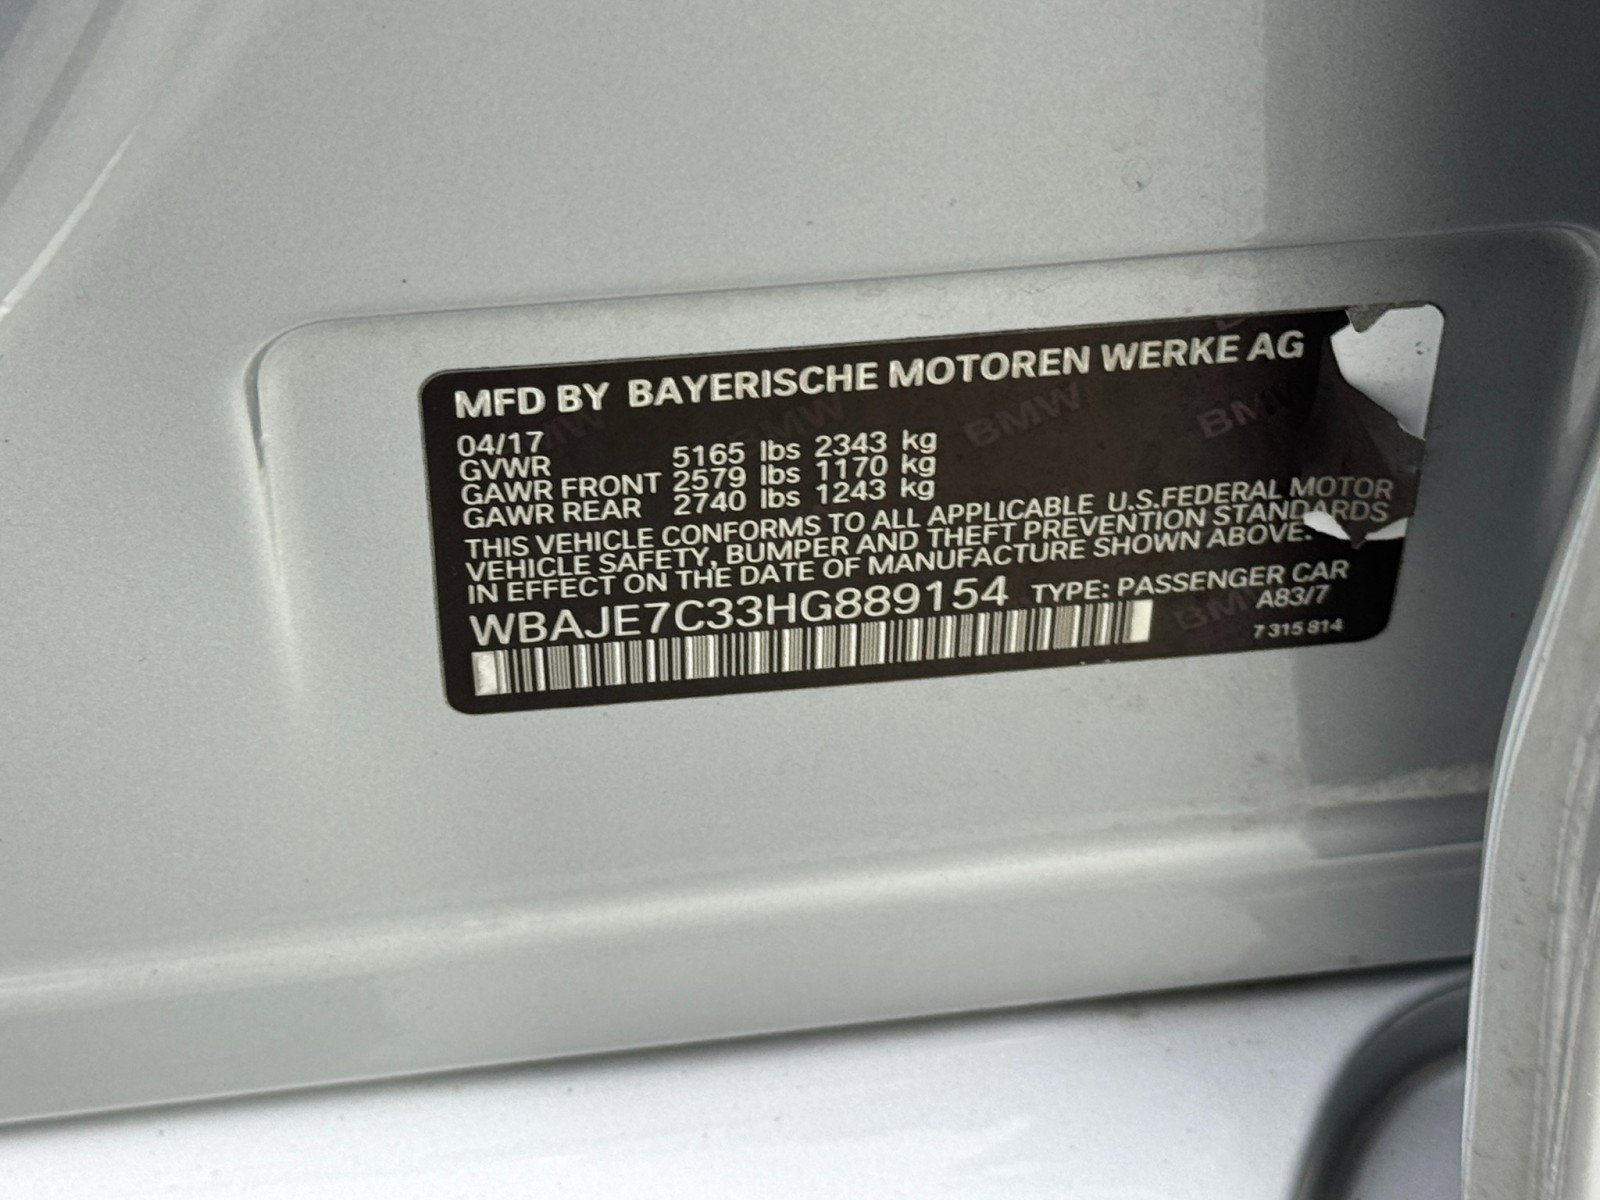 MFD BY BAYERISCHE MOTOREN WERKE AG
04/17
GVWR 5165 lbs 2343 kg
GAWR FRONT 2579 lbs 1170 kg
GAWR REAR 2740 lbs 1243 kg
THIS VEHICLE CONFORMS TO ALL APPLICABLE U.S.FEDERAL MOTOR
VEHICLE SAFETY, BUMPER AND THEFT PREVENTION STANDARDS
IN EFFECT ON THE DATE OF MANUFACTURE SHOWN ABOVE.
WBAJE7C33HG889154 TYPE: PASSENGER CAR
A83/7
7 315 814